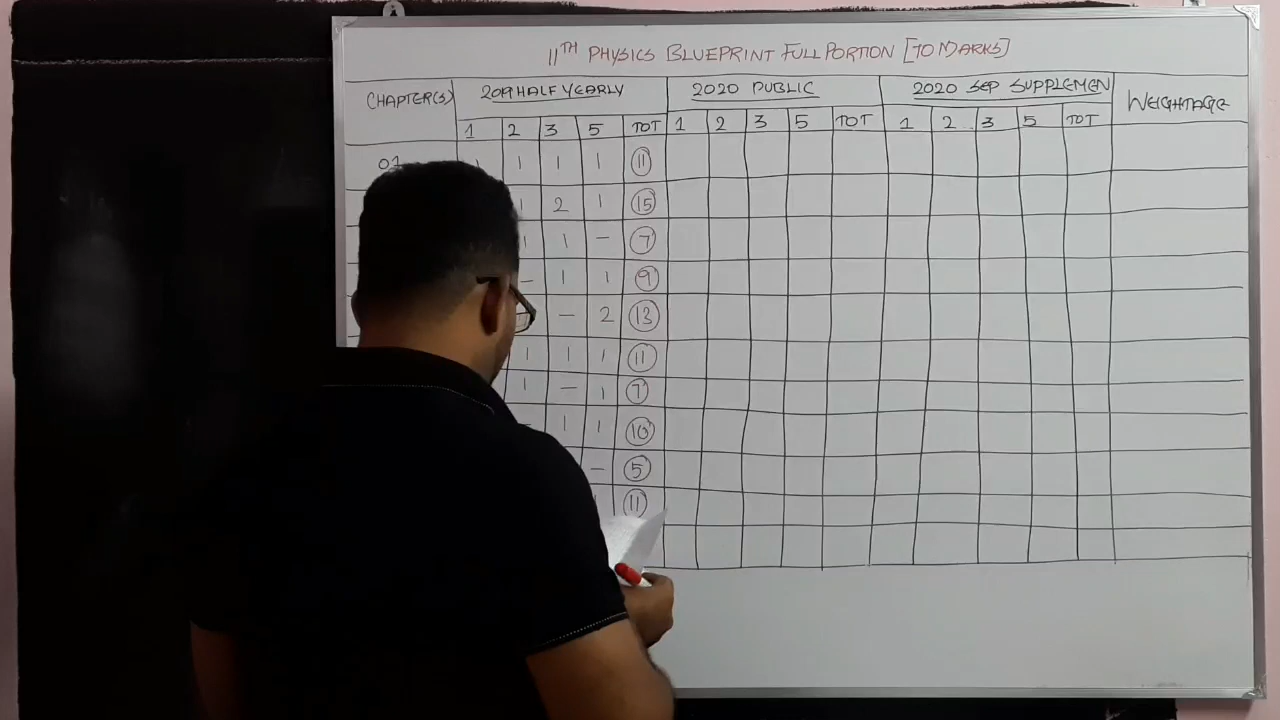 11TH PHYSICS BLUEPRINT FULL PORTION [70 MARKS]
CHAPTER(S) 2019 HALF YEARLY 2020 PUBLIC 2020 SEP SUPPLEMEN WEIGHTAGE
1 2 3 5 TOT 1 2 3 5 TOT 1 2 3 5 TOT
01 1 1 1 11
1 2 1 15
1 1 — 7
— 1 1 9
— 2 13
1 1 1 11
1 — 1 7
1 1 10
— 5
11